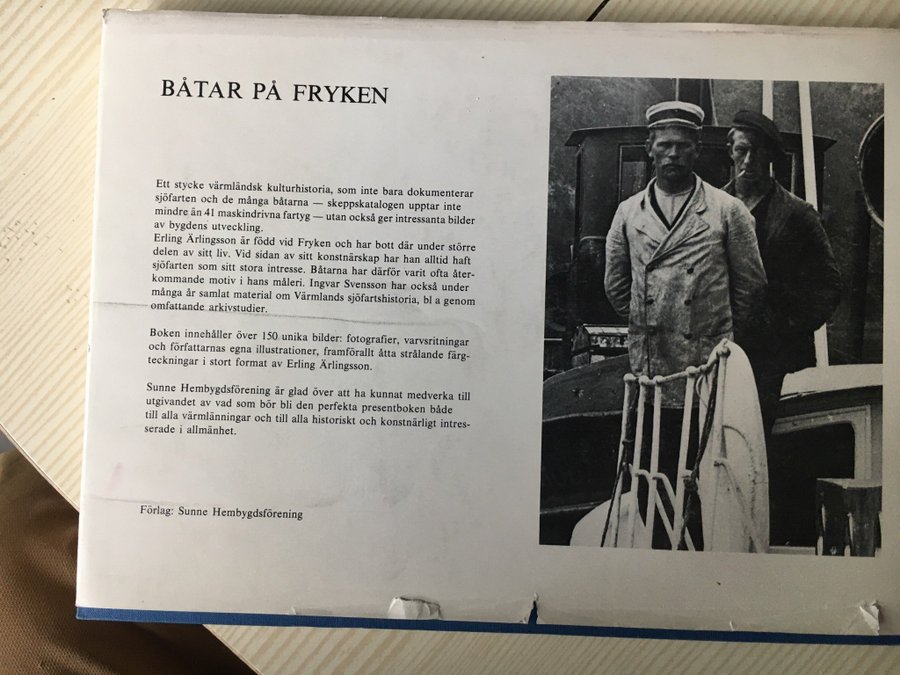 BÅTAR PÅ FRYKEN
Ett stycke värmländsk kulturhistoria, som inte bara dokumenterar
sjöfarten och de många båtarna — skeppskatalogen upptar inte
mindre än 41 maskindrivna fartyg — utan också ger intressanta bilder
av bygdens utveckling.
Erling Ärlingsson är född vid Fryken och har bott där under större
delen av sitt liv. Vid sidan av sitt konstnärskap har han alltid haft
sjöfarten som sitt stora intresse. Båtarna har därför varit ofta åter-
kommande motiv i hans måleri. Ingvar Svensson har också under
många år samlat material om Värmlands sjöfartshistoria, bl a genom
omfattande arkivstudier.
Boken innehåller över 150 unika bilder: fotografier, varvsritningar
och författarnas egna illustrationer, framförallt åtta strålande färg-
teckningar i stort format av Erling Ärlingsson.
Sunne Hembygdsförening är glad över att ha kunnat medverka till
utgivandet av vad som bör bli den perfekta presentboken både
till alla värmlänningar och till alla historiskt och konstnärligt intres-
serade i allmänhet.
Förlag: Sunne Hembygdsförening